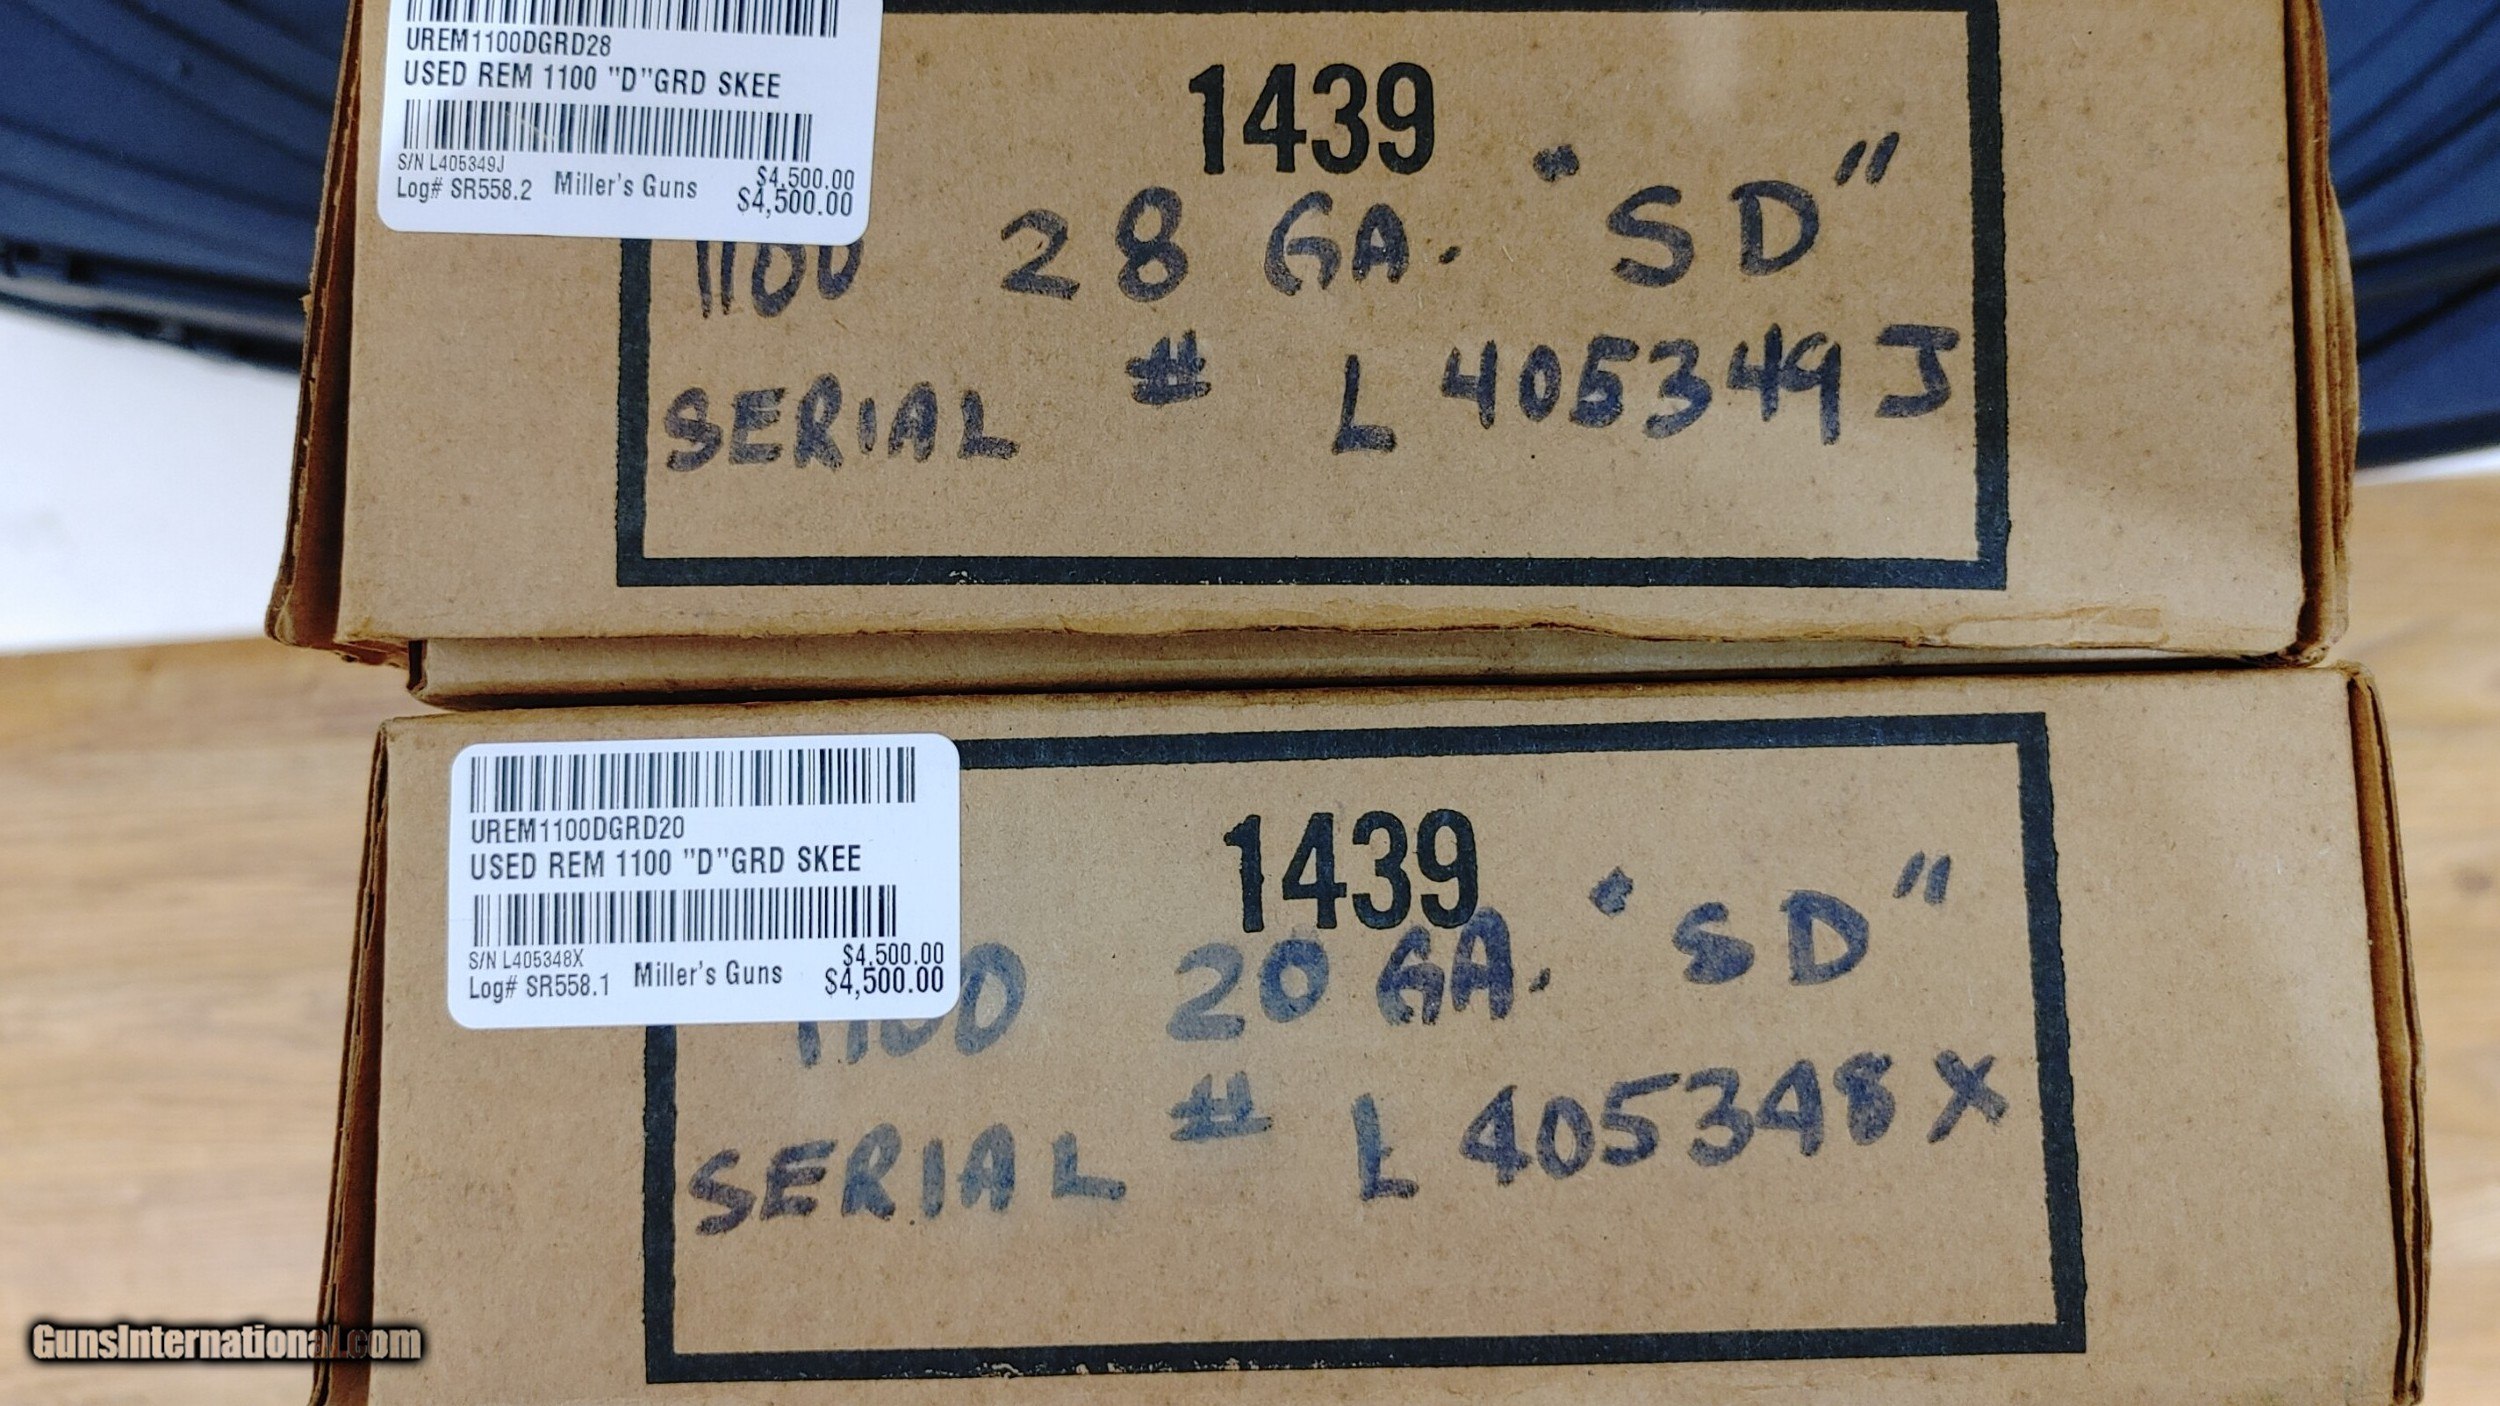 UREM1100DGRD28
USED REM 1100 "D"GRD SKEE
S/N L405349J
$4,500.00
Log# SR558.2 Miller's Guns $4,500.00
1439
1100 28 GA. "SD"
SERIAL # L405349J
UREM1100DGRD20
USED REM 1100 "D"GRD SKEE
S/N L405348X
$4,500.00
Log# SR558.1 Miller's Guns $4,500.00
1439
1100 20 GA. "SD"
SERIAL # L405348X
GunsInternational.com